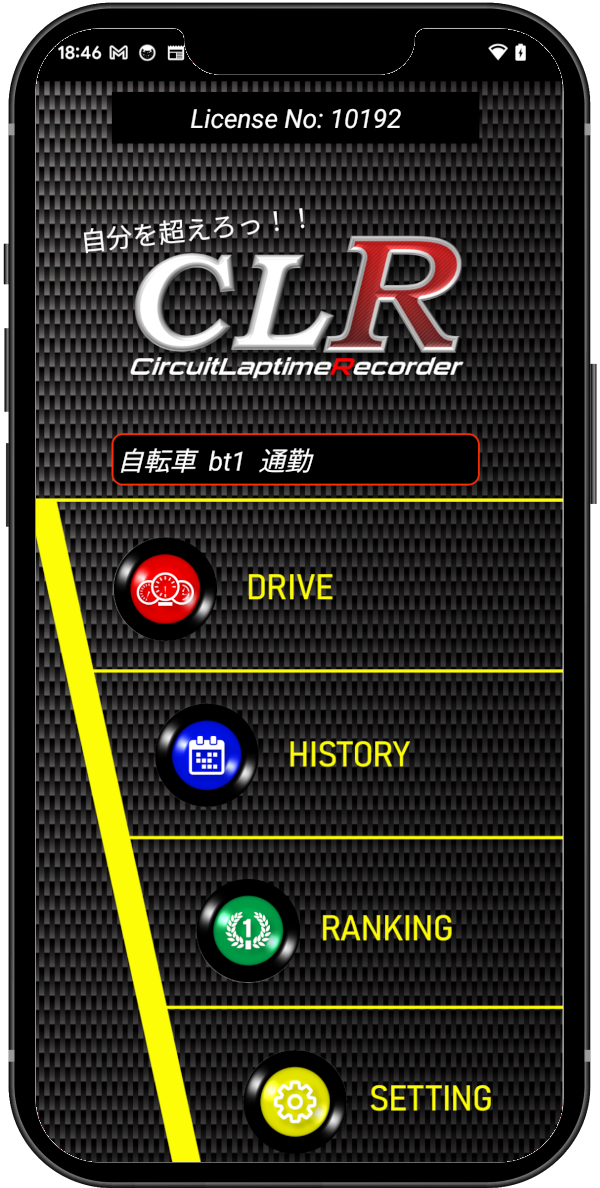 18:46
License No: 10192
自分を超えろっ！！
CLR
CircuitLaptimeRecorder
自転車 bt1 通勤
DRIVE
HISTORY
1
RANKING
SETTING